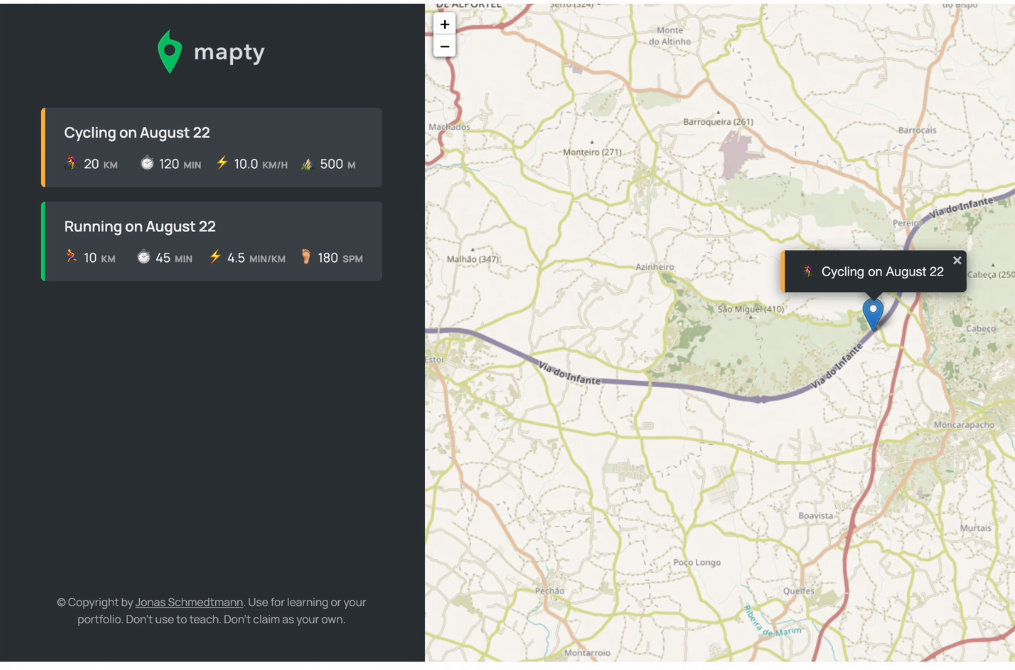 mapty
Cycling on August 22
20 KM 120 MIN 10.0 KM/H 500 M
Running on August 22
10 KM 45 MIN 4.5 MIN/KM 180 SPM
© Copyright by Jonas Schmedtmann. Use for learning or your
portfolio. Don't use to teach. Don't claim as your own.
+
−
DE ALPORTEL
Serro (324)
do Bispo
Monte
do Altinho
Machados
Barroqueira (261)
Barrocais
Monteiro (271)
Via do Infante
Pereiro
Malhão (347)
Azinheiro
Cycling on August 22
×
Cabeça (250
São Miguel (410)
Cabeço
Estoi
Via do Infante
Via do Infante
Moncarapacho
Boavista
Murtais
Poço Longo
Pechão
Quelfes
Ribeira de Marim
Montarroio